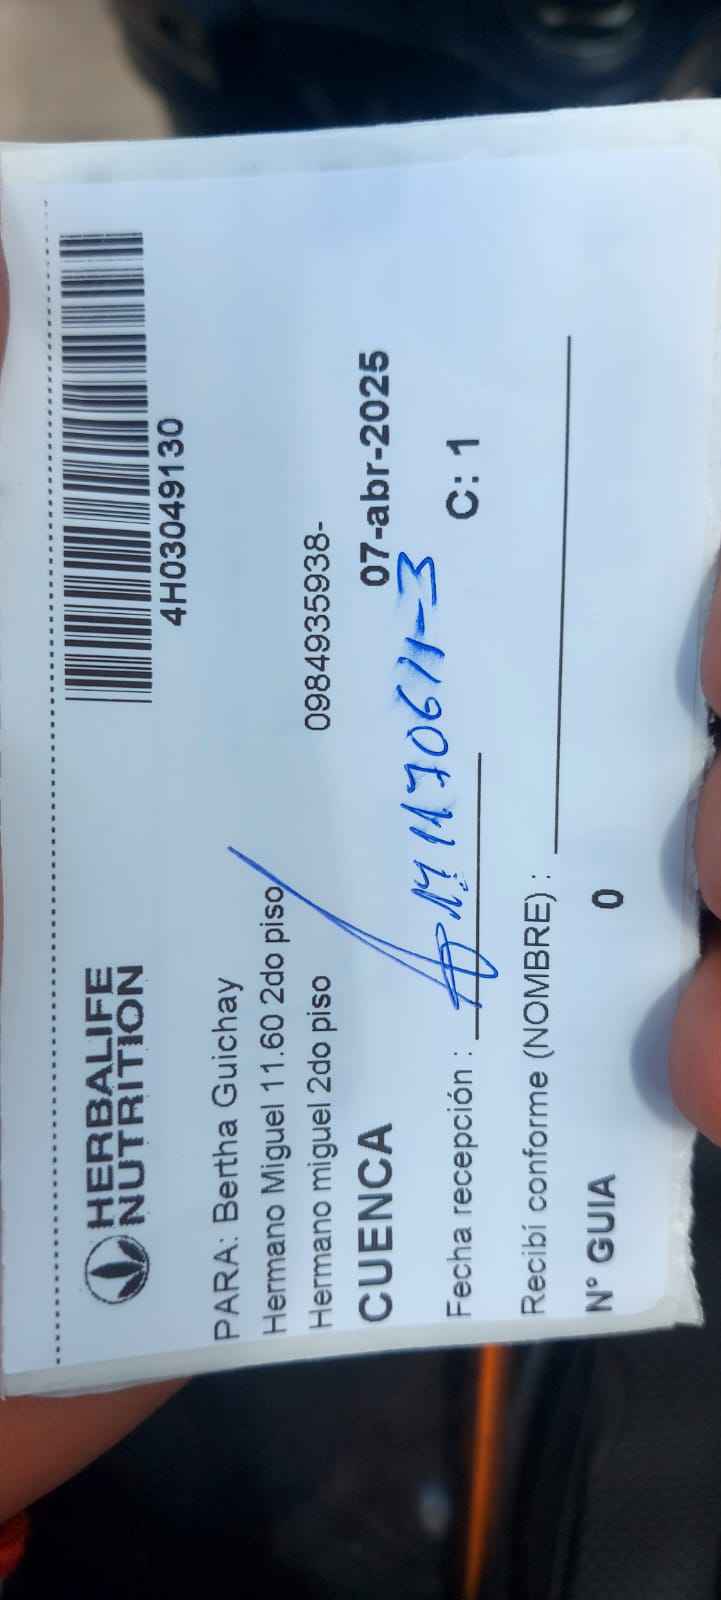 HERBALIFE
NUTRITION
4H03049130
PARA: Bertha Guichay
Hermano Miguel 11.60 2do piso
Hermano miguel 2do piso
0984935938-
CUENCA
07-abr-2025
Fecha recepción :
C: 1
Recibí conforme (NOMBRE) :
N° GUIA
0